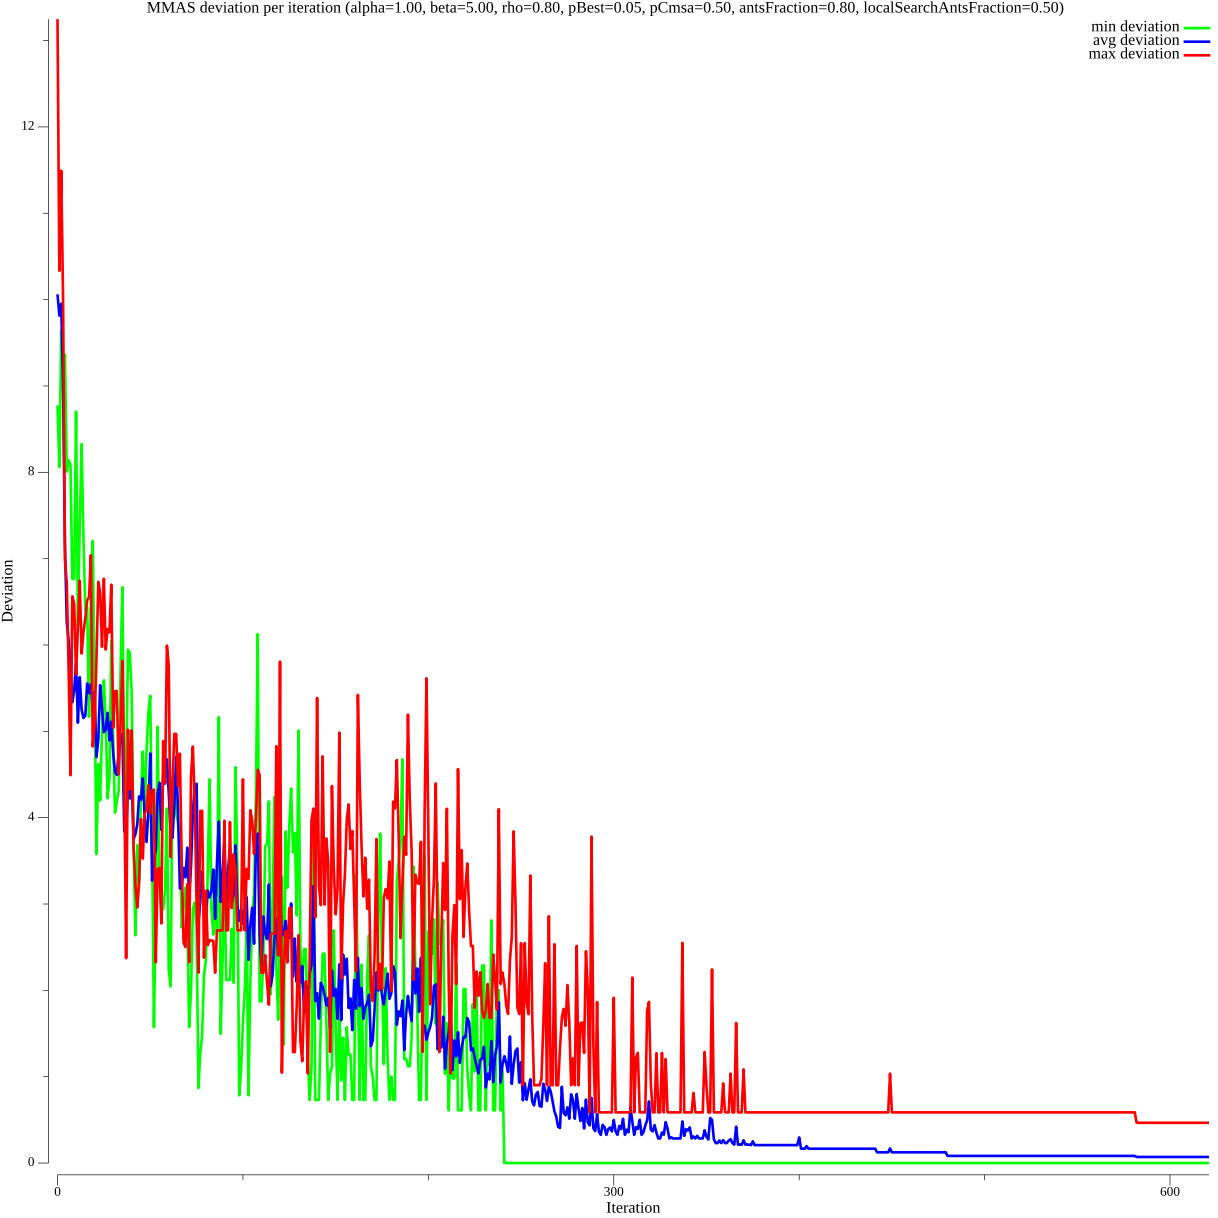 MMAS deviation per iteration (alpha=1.00, beta=5.00, rho=0.80, pBest=0.05, pCmsa=0.50, antsFraction=0.80, localSearchAntsFraction=0.50)
min deviation
avg deviation
max deviation
12
8
4
0
Deviation
0
300
600
Iteration